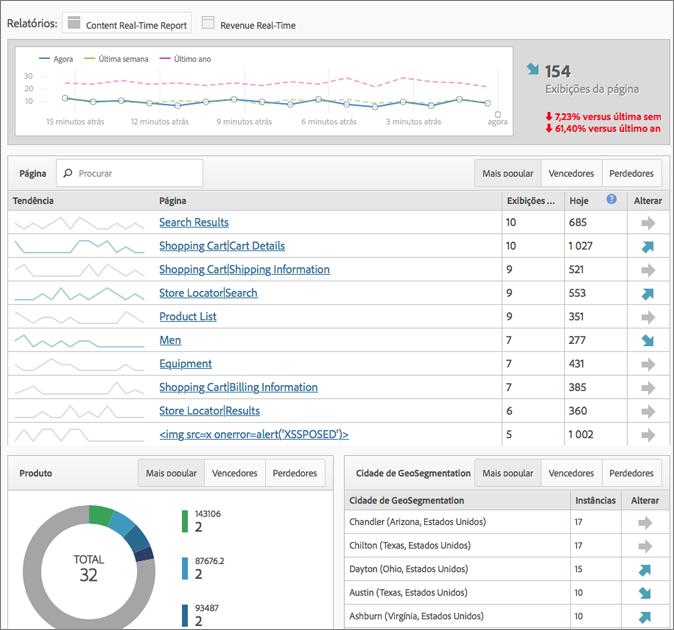 Relatórios: Content Real-Time Report Revenue Real-Time
Agora Última semana Último ano
30
20
10
15 minutos atrás 12 minutos atrás 9 minutos atrás 6 minutos atrás 3 minutos atrás agora
154
Exibições da página
7,23% versus última sem
61,40% versus último an
Página Procurar Mais popular Vencedores Perdedores
Tendência Página Exibições ... Hoje ? Alterar
Search Results 10 685
Shopping Cart|Cart Details 10 1 027
Shopping Cart|Shipping Information 9 521
Store Locator|Search 9 553
Product List 9 351
Men 7 277
Equipment 7 431
Shopping Cart|Billing Information 7 385
Store Locator|Results 6 360
<img src=x onerror=alert('XSSPOSED')> 5 1 002
Produto Mais popular Vencedores Perdedores
TOTAL
32
143106
2
87676.2
2
93487
2
Cidade de GeoSegmentation Mais popular Vencedores Perdedores
Cidade de GeoSegmentation Instâncias Alterar
Chandler (Arizona, Estados Unidos) 17
Chilton (Texas, Estados Unidos) 17
Dayton (Ohio, Estados Unidos) 15
Austin (Texas, Estados Unidos) 10
Ashburn (Virgínia, Estados Unidos) 10